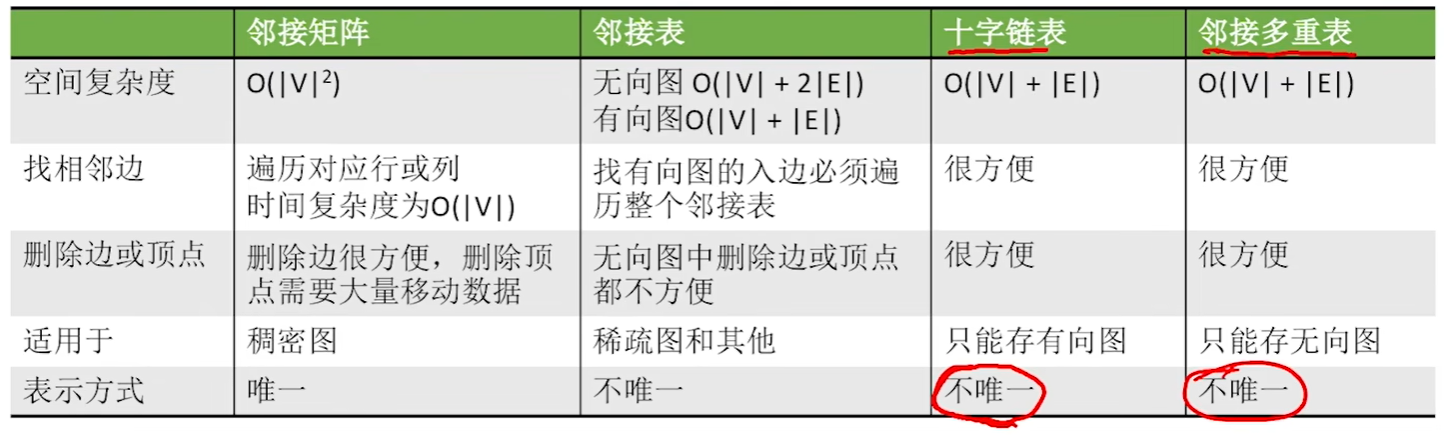 邻接矩阵 邻接表 十字链表 邻接多重表
空间复杂度 O(|V|²) 无向图 O(|V| + 2|E|) O(|V| + |E|) O(|V| + |E|)
有向图O(|V| + |E|)
找相邻边 遍历对应行或列 找有向图的入边必须遍 很方便 很方便
时间复杂度为O(|V|) 历整个邻接表
删除边或顶点 删除边很方便，删除顶 无向图中删除边或顶点 很方便 很方便
点需要大量移动数据 都不方便
适用于 稠密图 稀疏图和其他 只能存有向图 只能存无向图
表示方式 唯一 不唯一 不唯一 不唯一